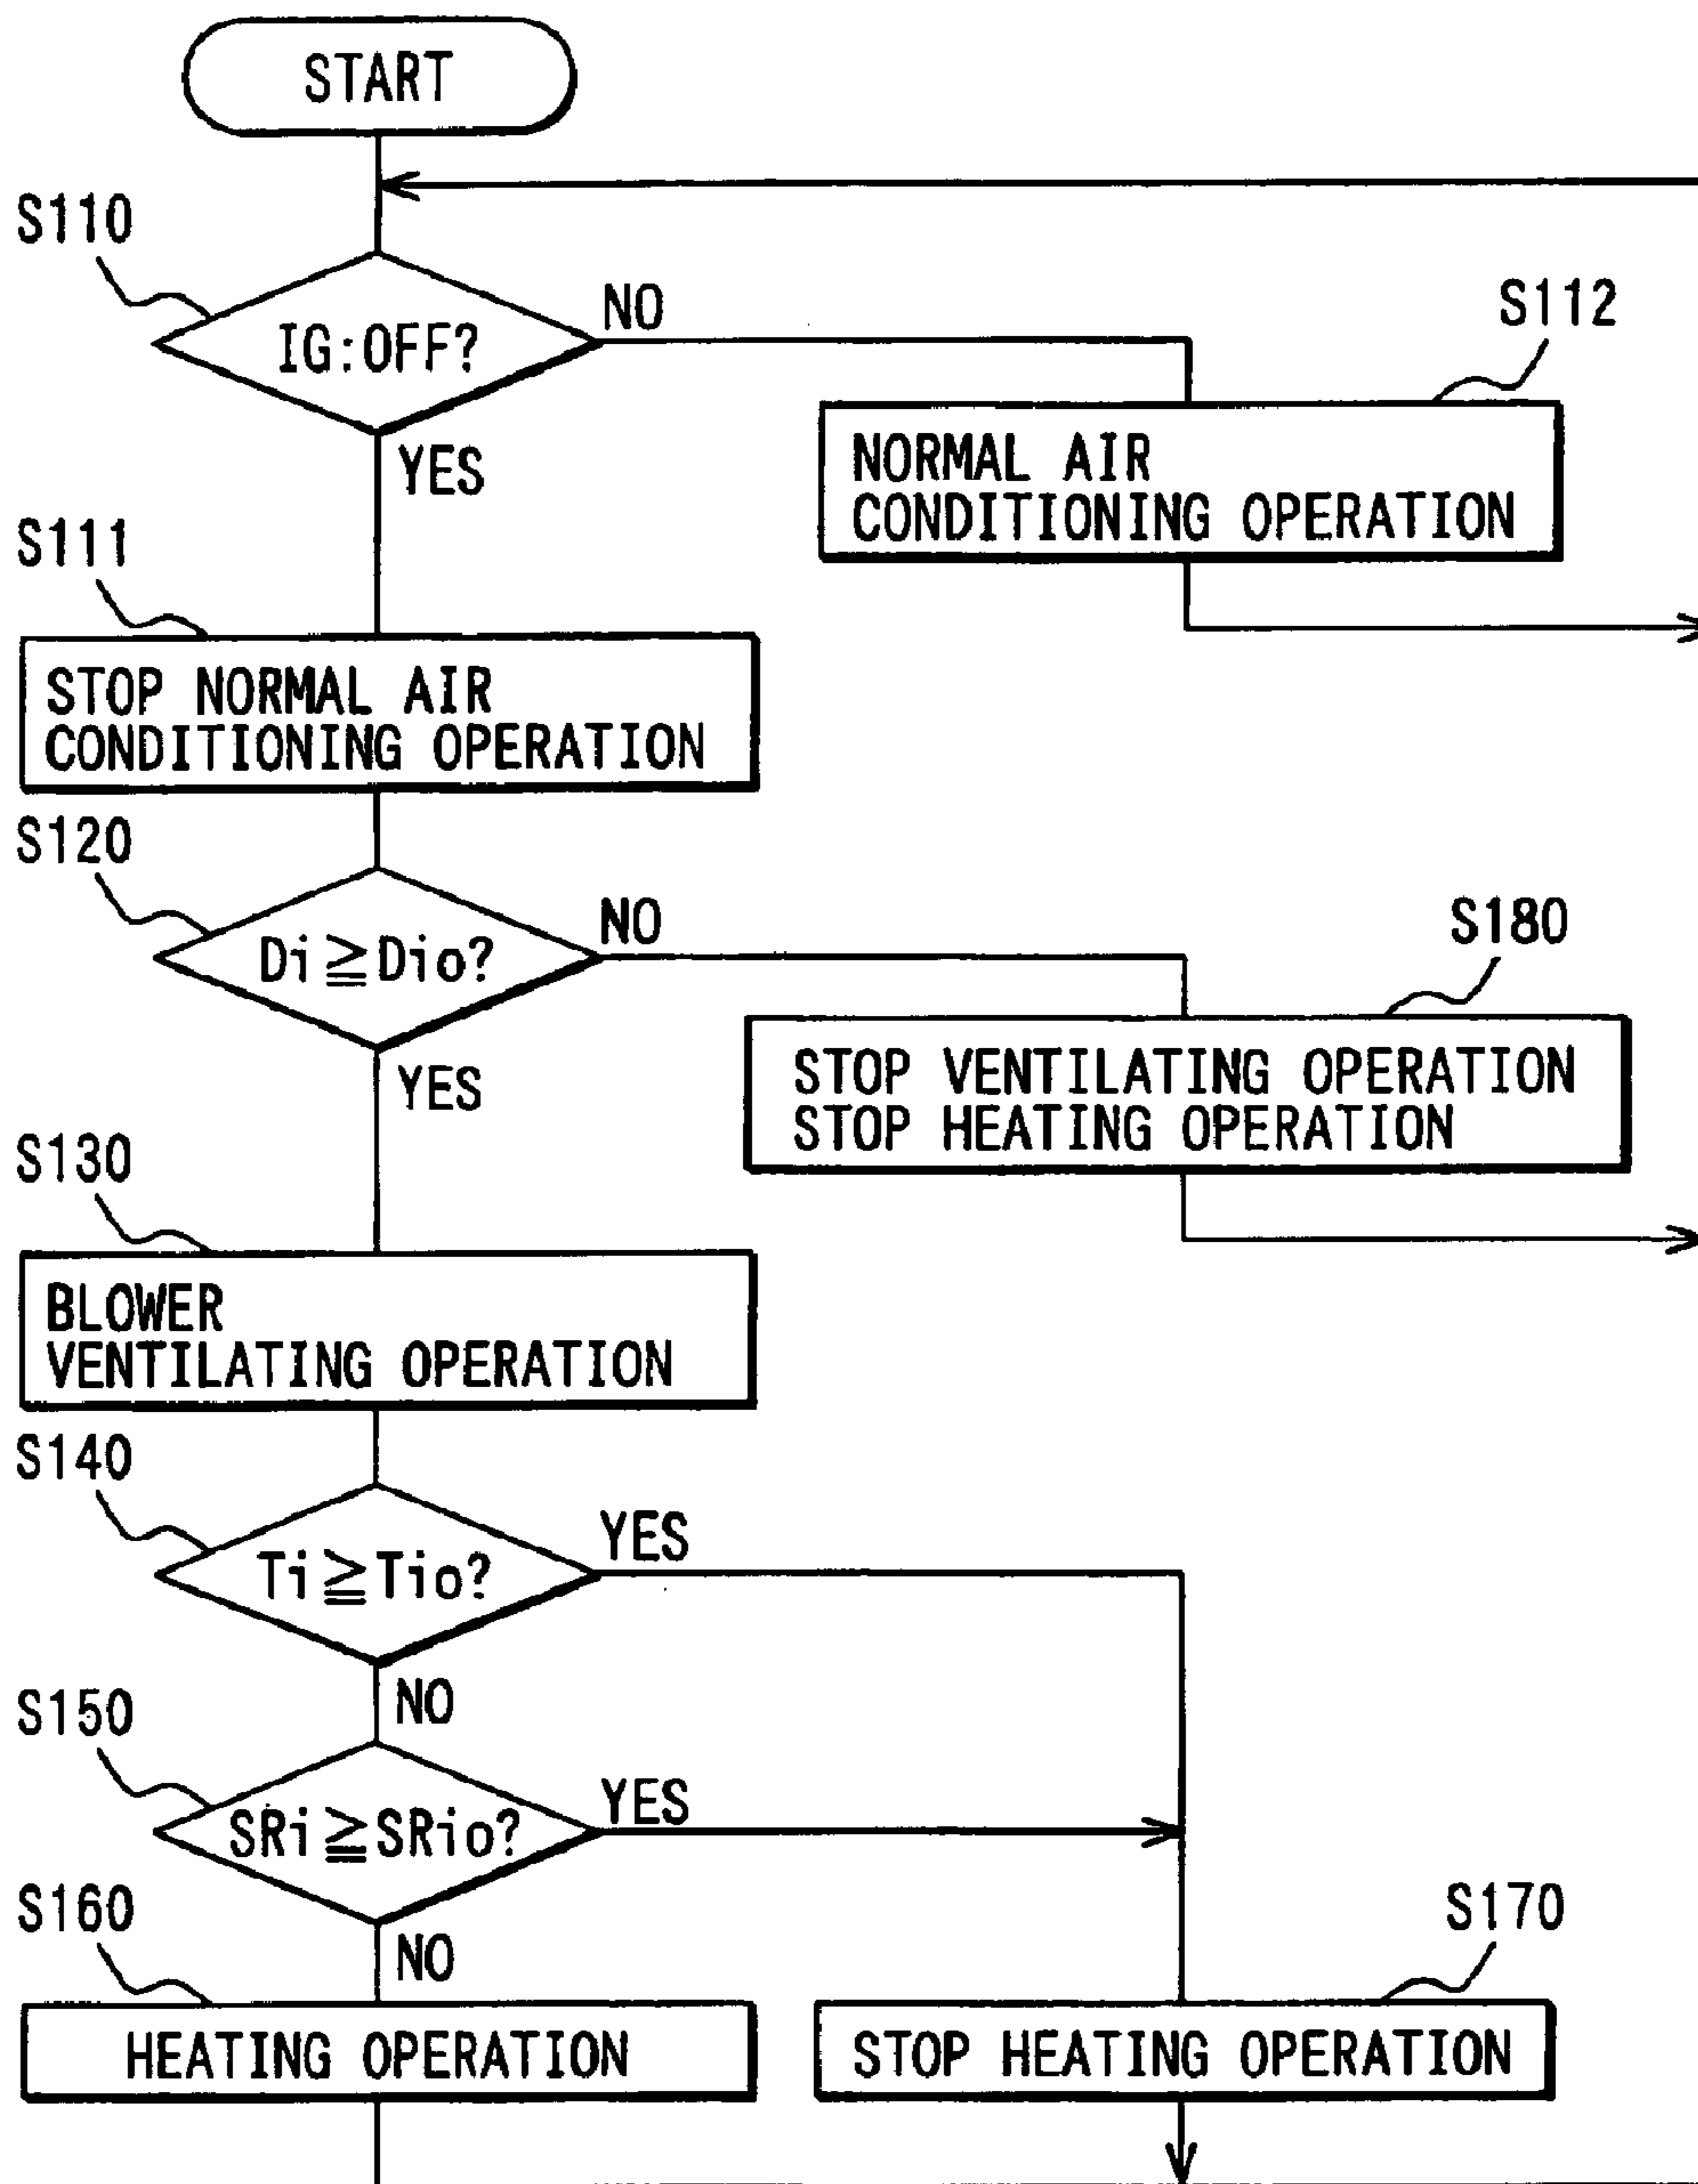 START
S110
IG:OFF?
NO
S112
YES
NORMAL AIR
CONDITIONING OPERATION
S111
STOP NORMAL AIR
CONDITIONING OPERATION
S120
Di≧Dio?
NO
S180
YES
STOP VENTILATING OPERATION
STOP HEATING OPERATION
S130
BLOWER
VENTILATING OPERATION
S140
Ti≧Tio?
YES
NO
S150
SRi≧SRio?
YES
S160
NO
S170
HEATING OPERATION
STOP HEATING OPERATION